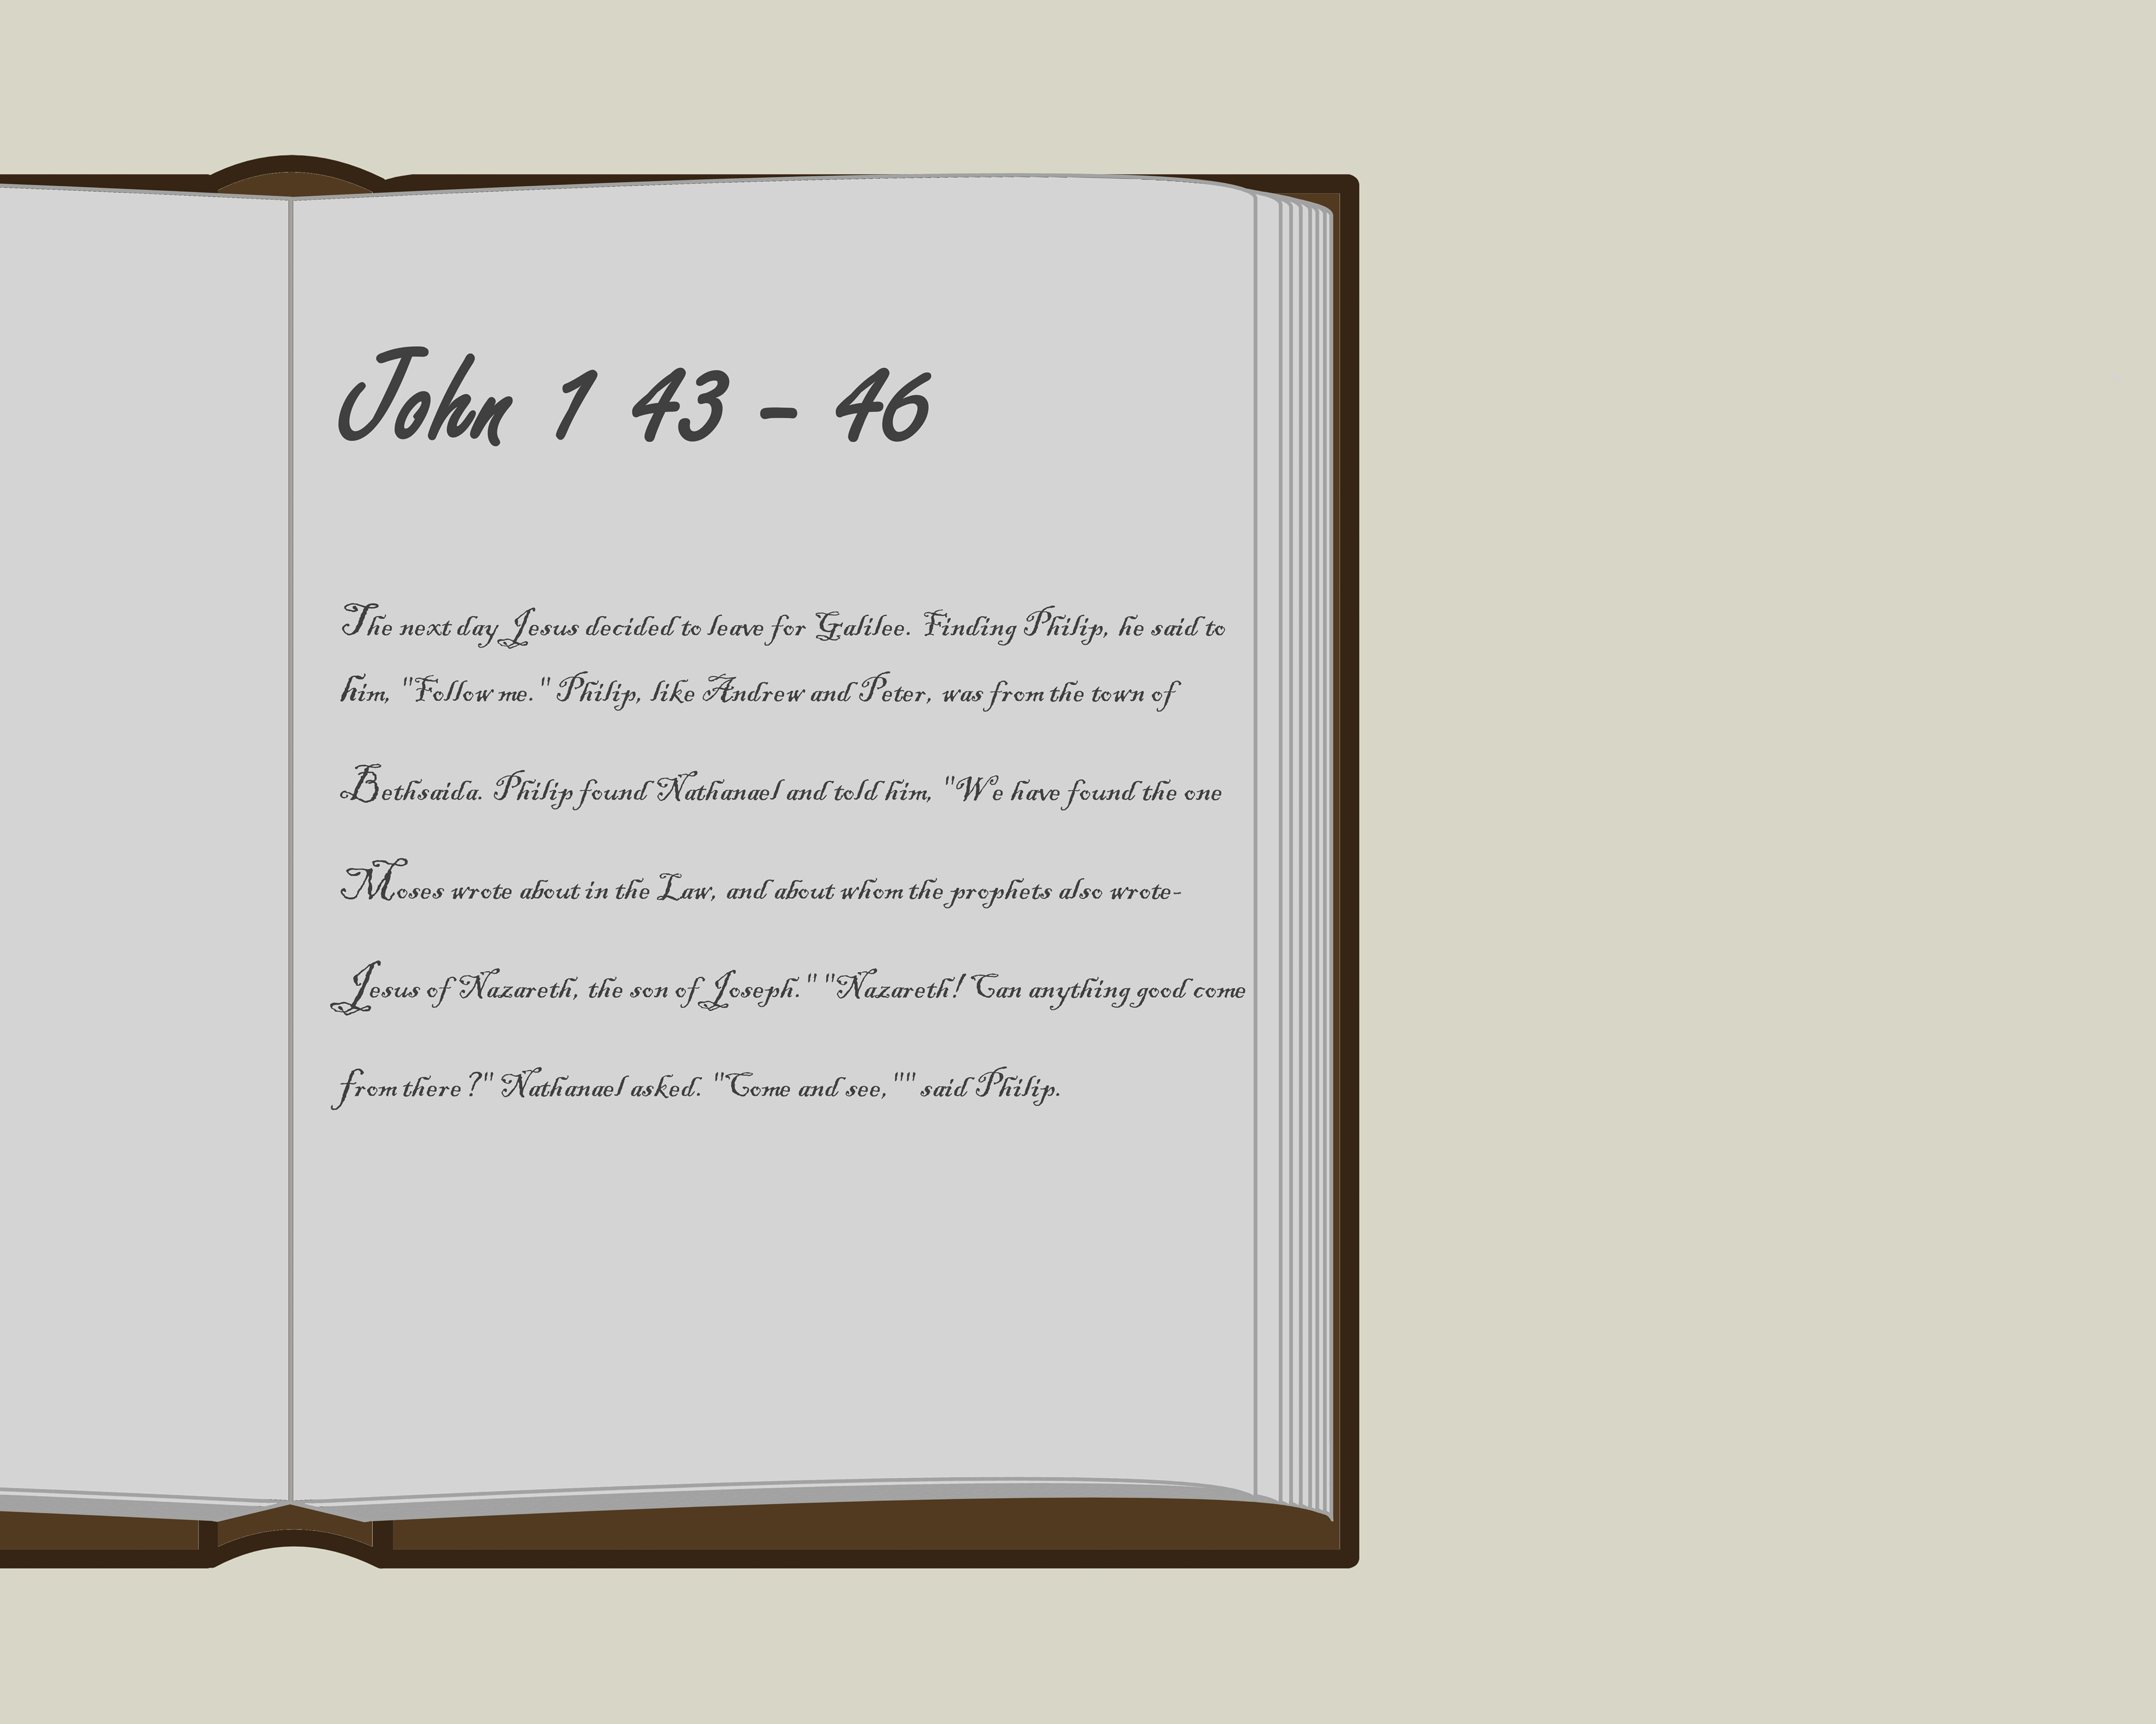 John 1 43 - 46
The next day Jesus decided to leave for Galilee. Finding Philip, he said to
him, "Follow me." Philip, like Andrew and Peter, was from the town of
Bethsaida. Philip found Nathanael and told him, "We have found the one
Moses wrote about in the Law, and about whom the prophets also wrote-
Jesus of Nazareth, the son of Joseph." "Nazareth! Can anything good come
from there?" Nathanael asked. "Come and see,"" said Philip.